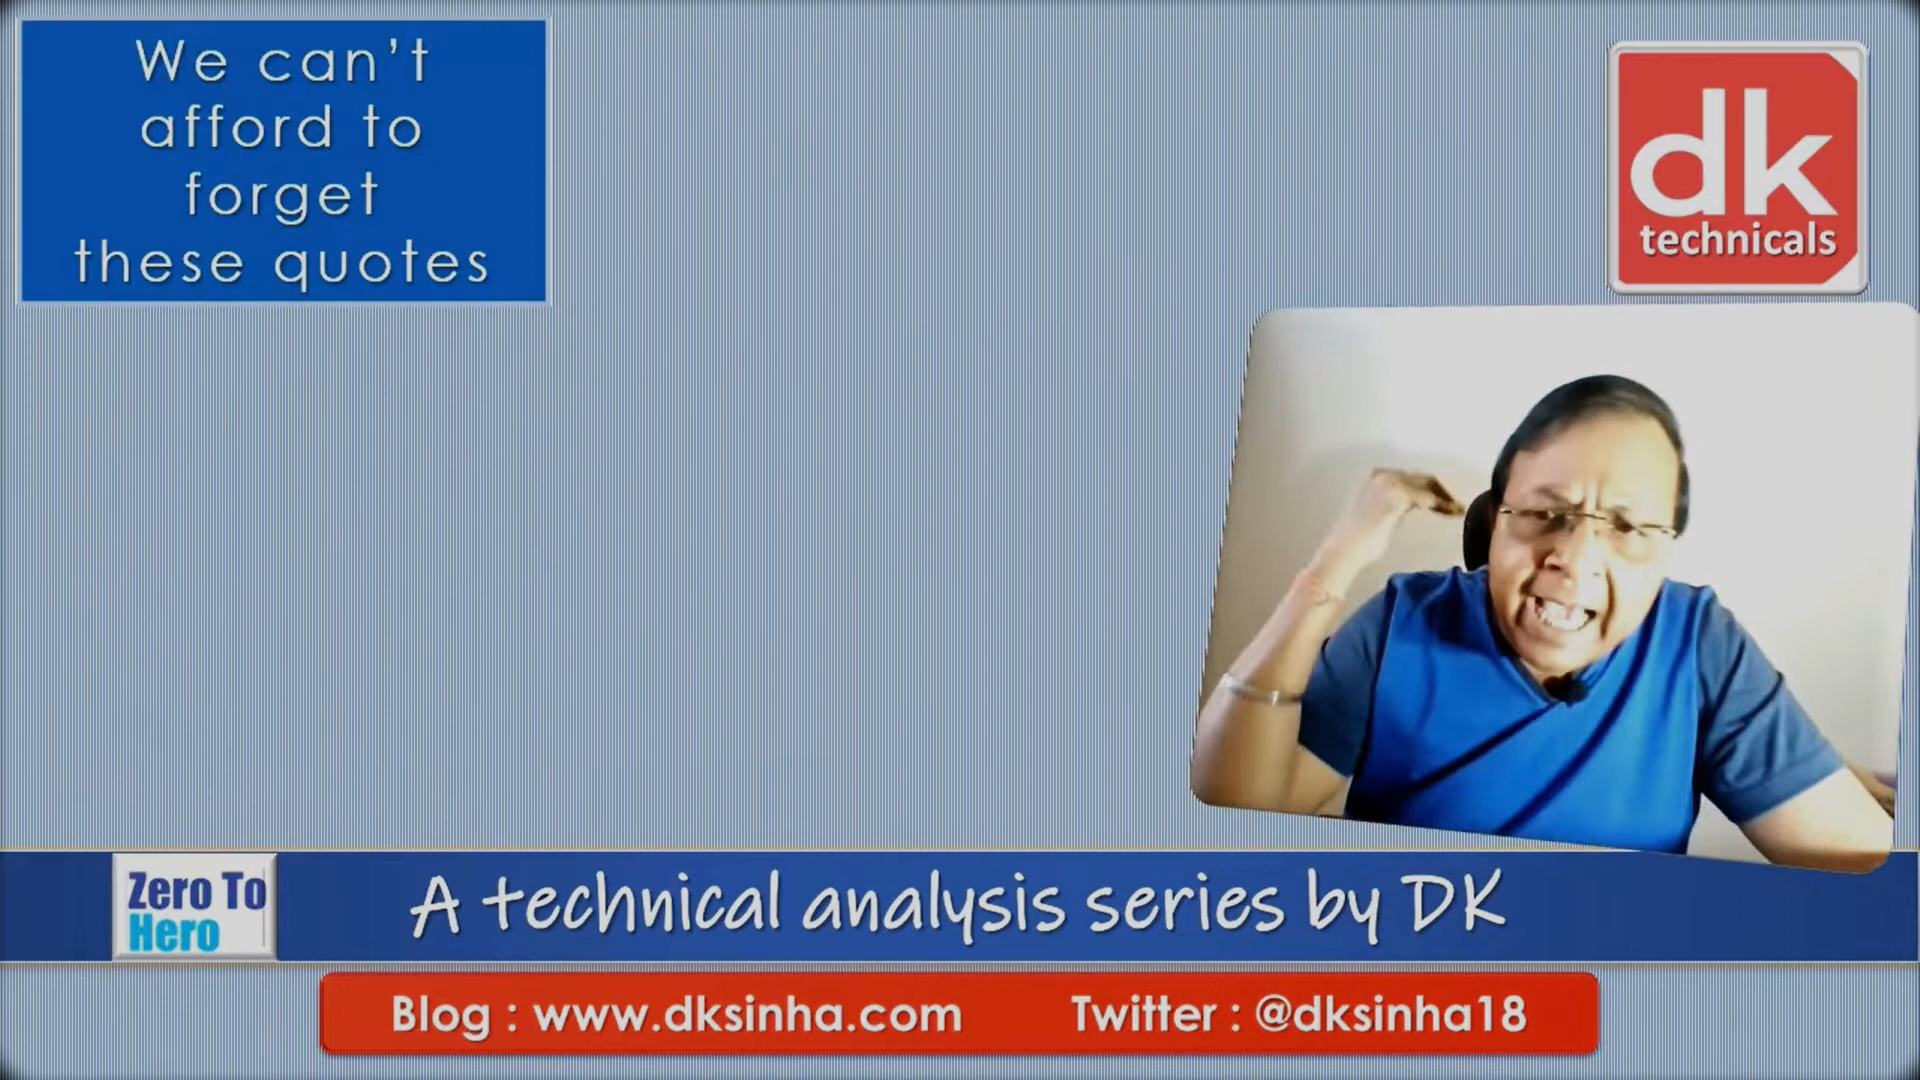 We can’t
afford to
forget
these quotes
dk
technicals
Zero To
Hero
A technical analysis series by DK
Blog : www.dksinha.com
Twitter : @dksinha18